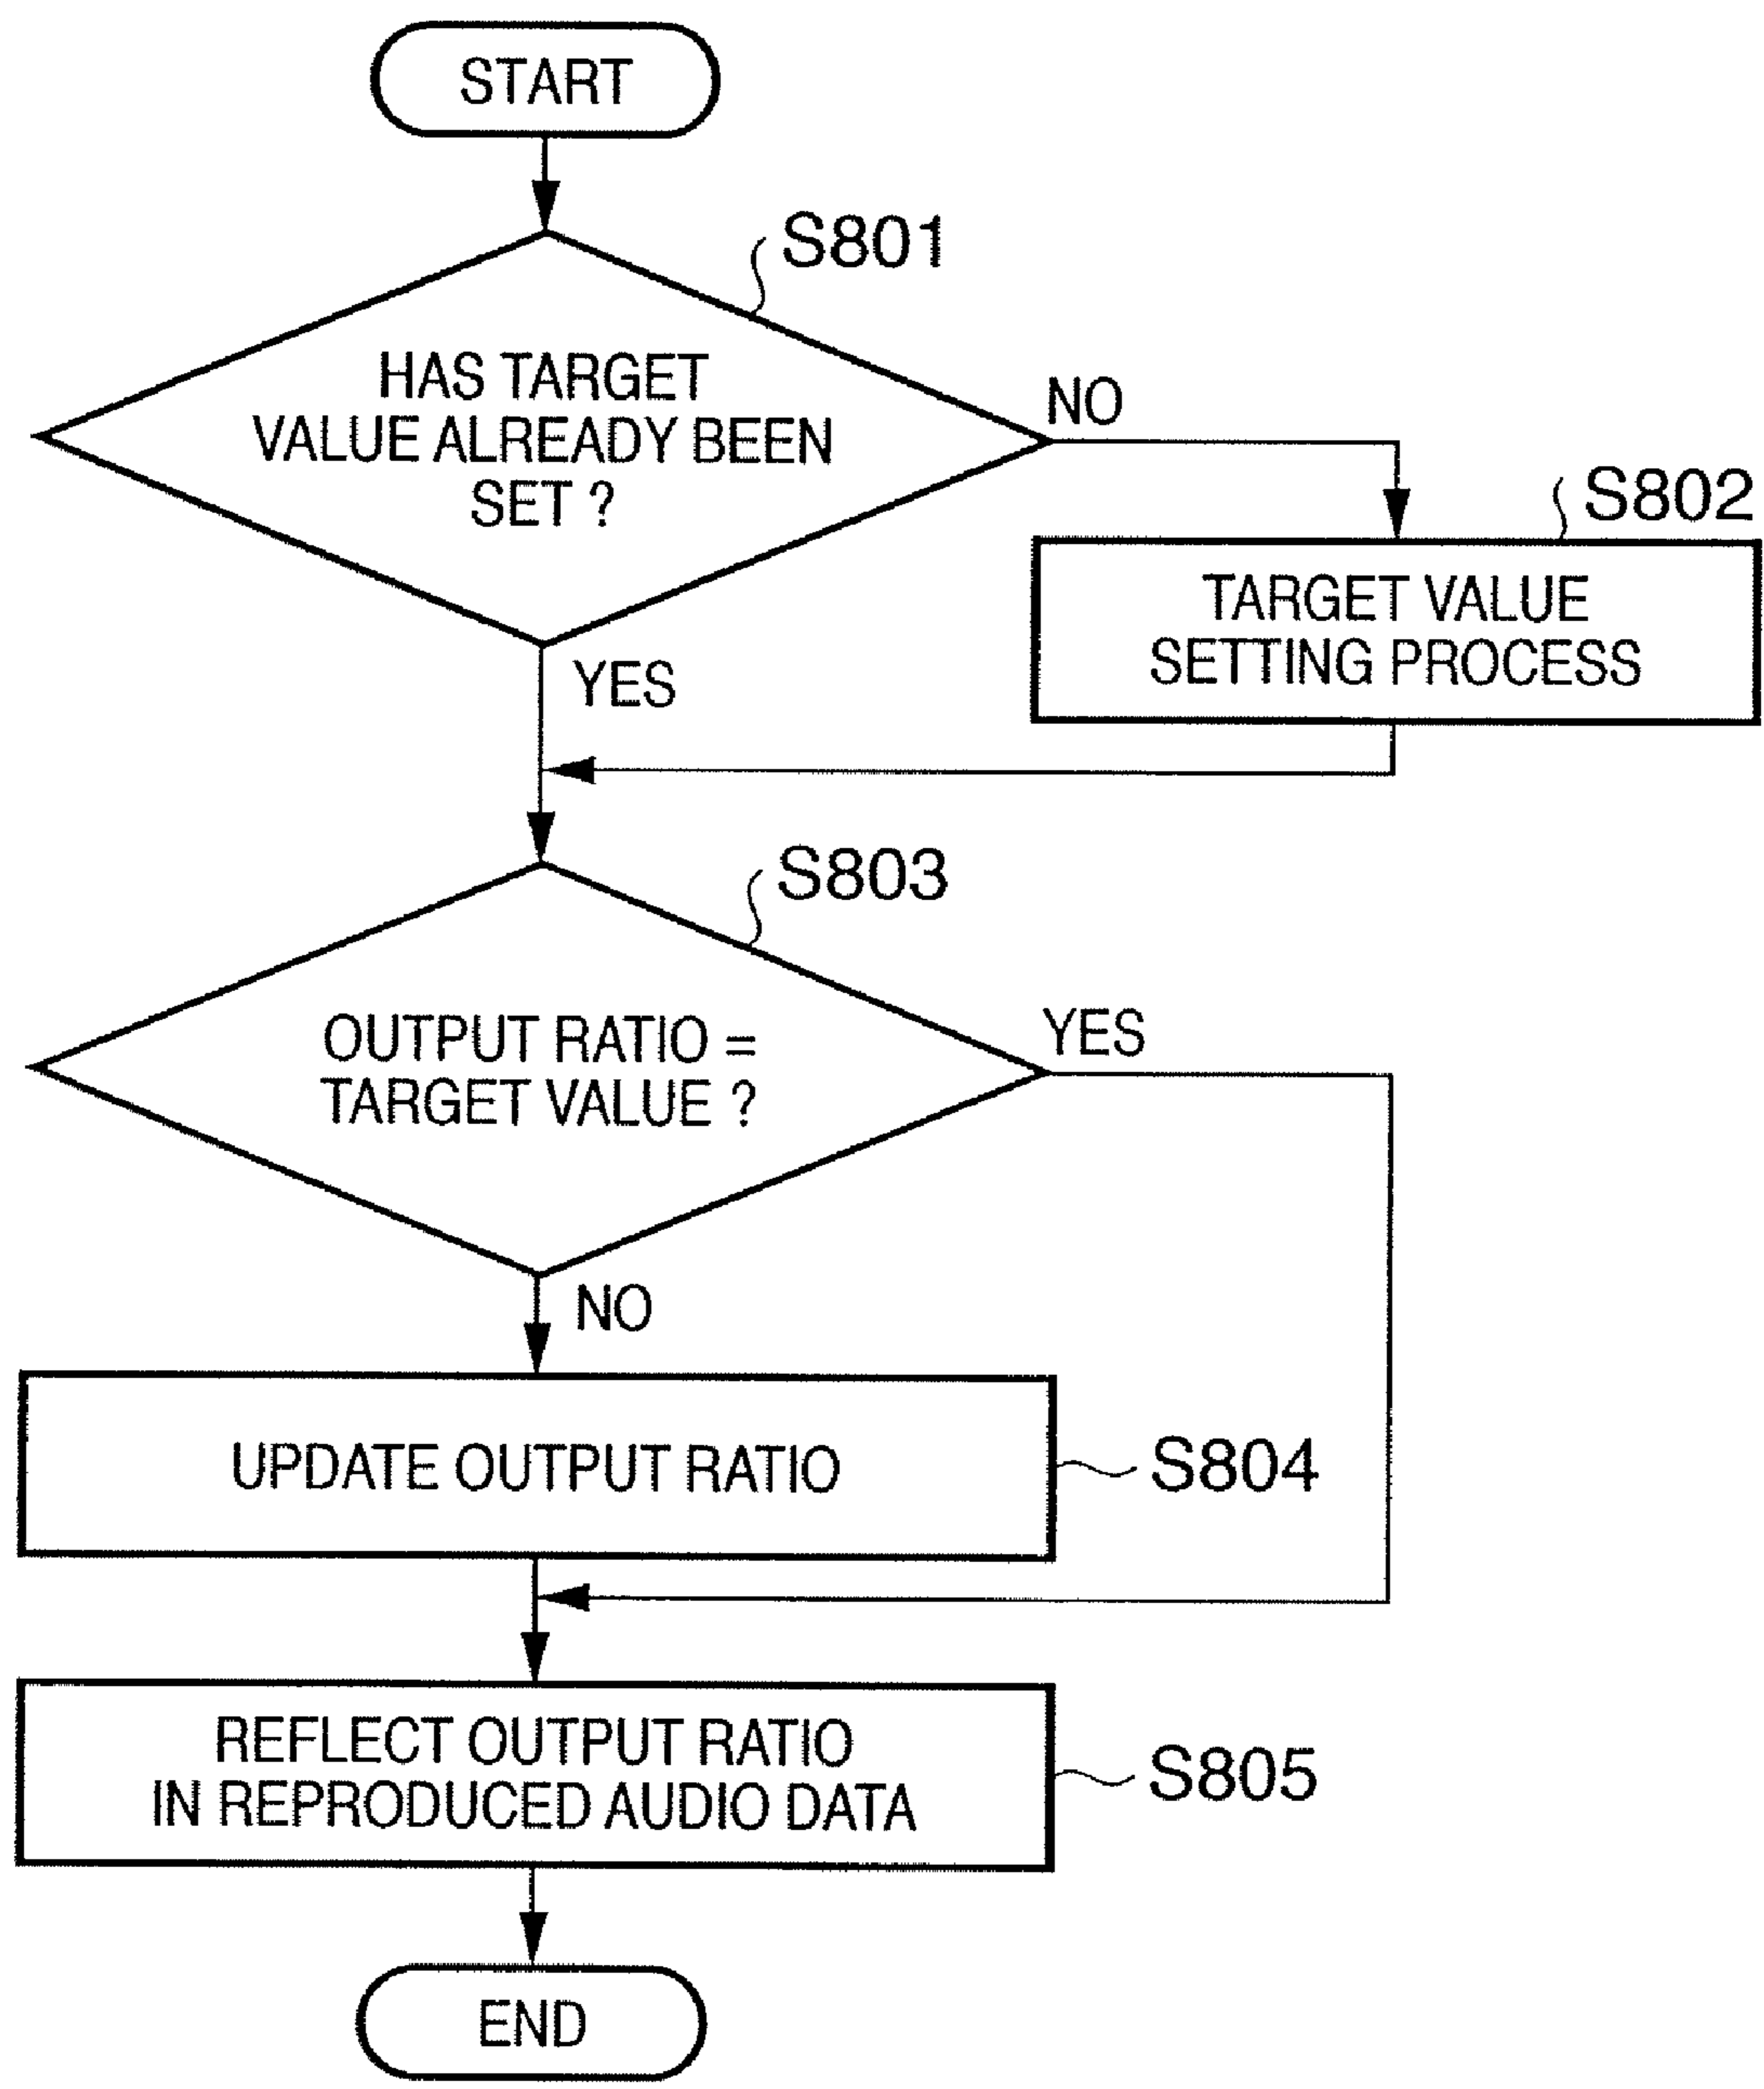 START
S801
HAS TARGET
VALUE ALREADY BEEN
SET ?
NO
S802
TARGET VALUE
SETTING PROCESS
YES
S803
OUTPUT RATIO =
TARGET VALUE ?
YES
NO
UPDATE OUTPUT RATIO
S804
REFLECT OUTPUT RATIO
IN REPRODUCED AUDIO DATA
S805
END